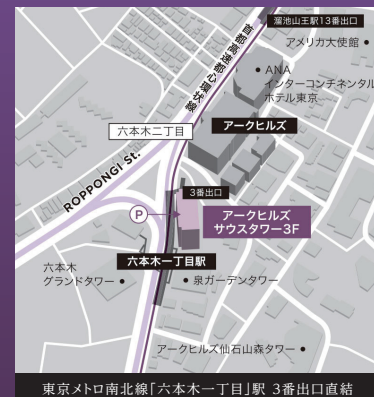 溜池山王駅13番出口
アメリカ大使館
首都高速都心環状線
ANA
インターコンチネンタル
ホテル東京
アークヒルズ
六本木二丁目
ROPPONGI St.
3番出口
P
アークヒルズ
サウスタワー3F
六本木一丁目駅
六本木
グランドタワー
泉ガーデンタワー
アークヒルズ仙石山森タワー
東京メトロ南北線「六本木一丁目」駅 3番出口直結